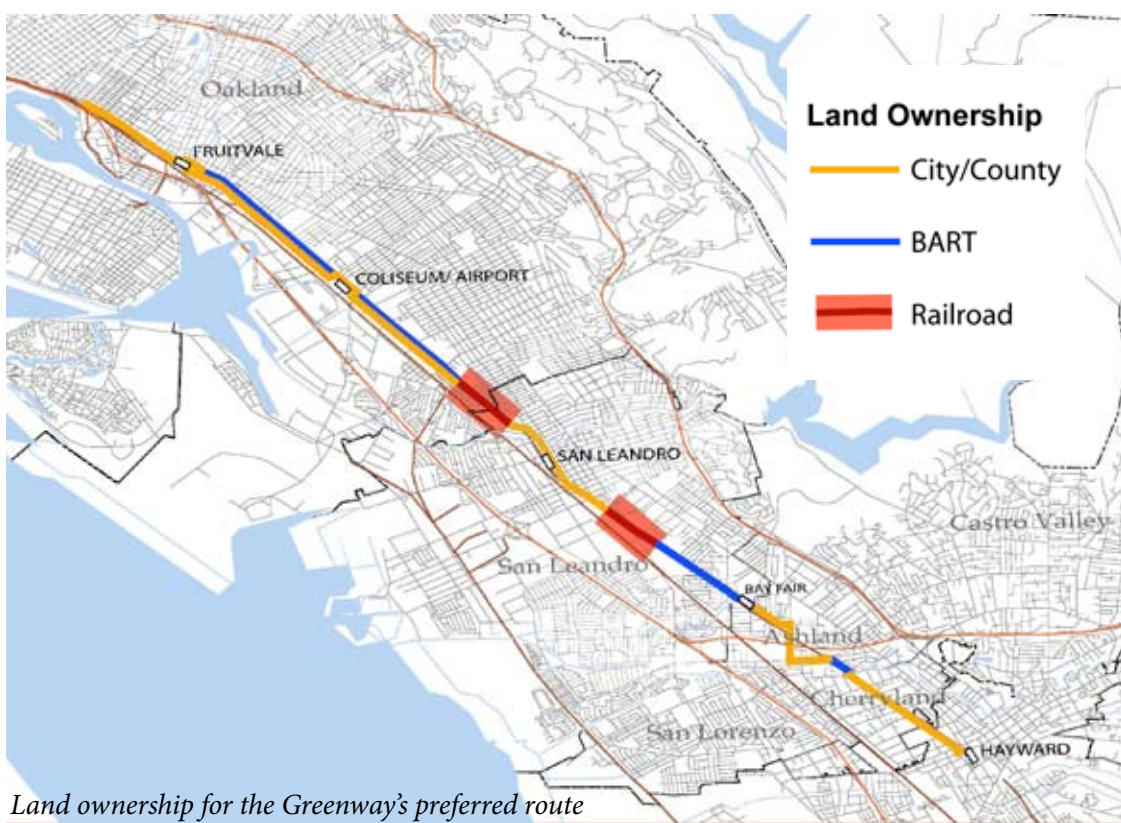 Oakland
Land Ownership
FRUITVALE
City/County
BART
COLISEUM/ AIRPORT
Railroad
SAN LEANDRO
Castro Valley
San Leandro
BAY FAIR
Ashland
Cherryland
San Lorenzo
HAYWARD
Land ownership for the Greenway's preferred route